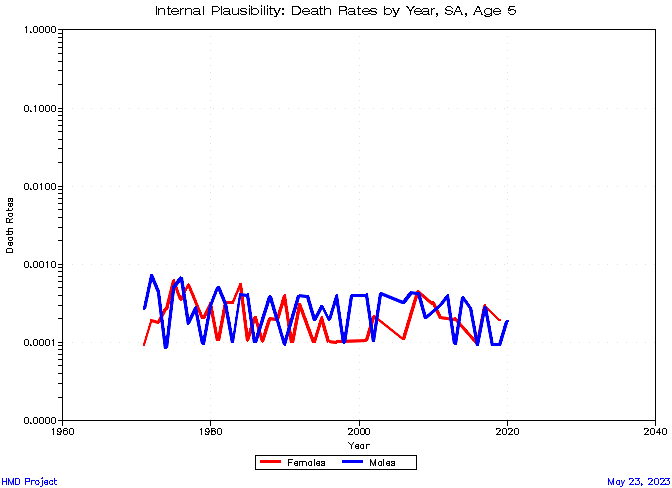 Internal Plausibility: Death Rates by Year, SA, Age 5
1.0000
0.1000
0.0100
0.0010
0.0001
0.0000
Death Rates
1960 1980 2000 2020 2040
Year
Females Males
HMD Project May 23, 2023